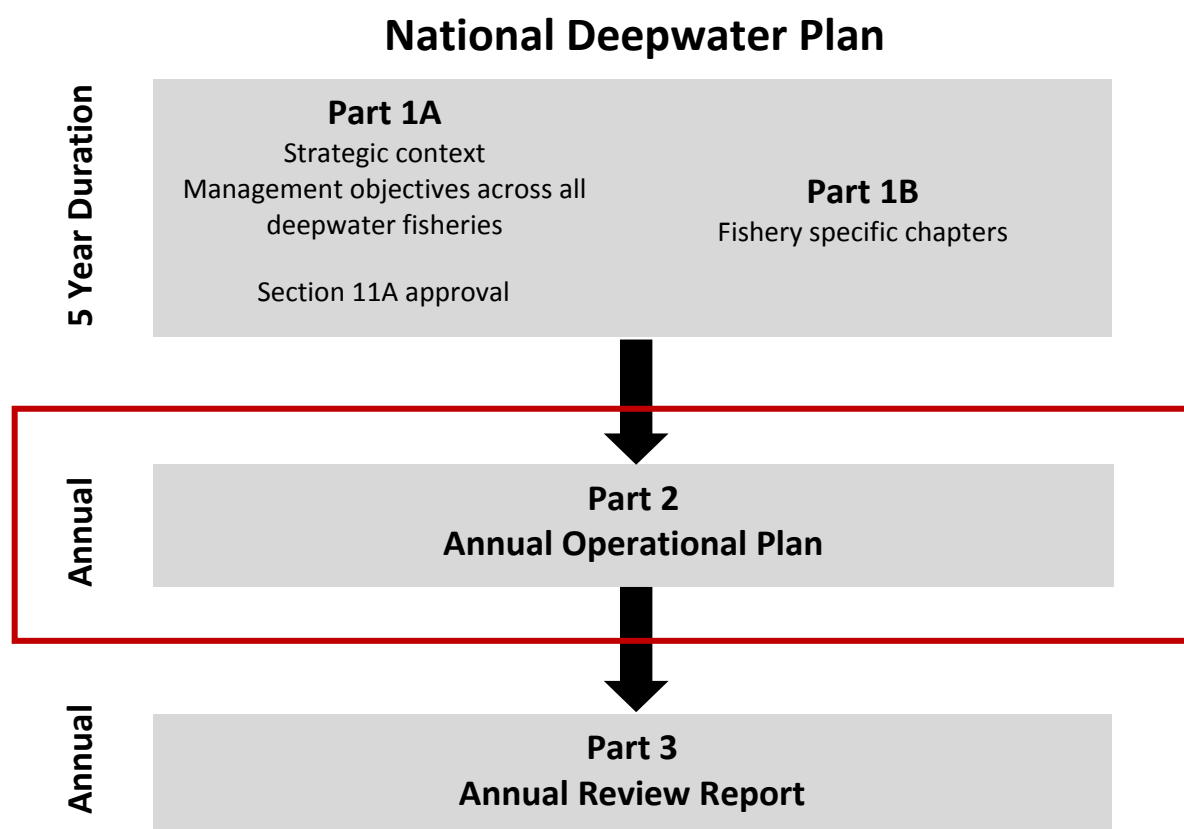 National Deepwater Plan
5 Year Duration
Part 1A
Strategic context
Management objectives across all
deepwater fisheries
Section 11A approval
Part 1B
Fishery specific chapters
Annual
Part 2
Annual Operational Plan
Annual
Part 3
Annual Review Report